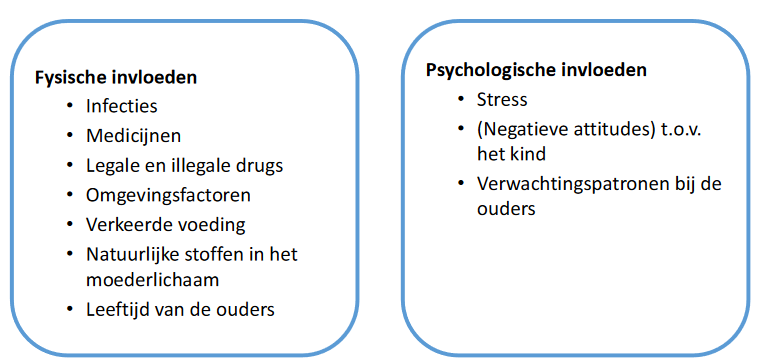 Fysische invloeden
• Infecties
• Medicijnen
• Legale en illegale drugs
• Omgevingsfactoren
• Verkeerde voeding
• Natuurlijke stoffen in het
moederlichaam
• Leeftijd van de ouders
Psychologische invloeden
• Stress
• (Negatieve attitudes) t.o.v.
het kind
• Verwachtingspatronen bij de
ouders